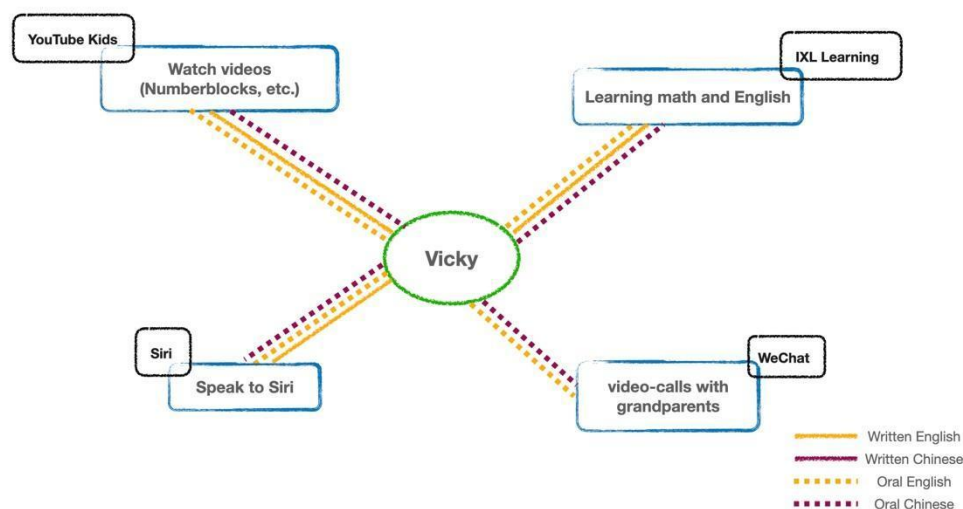 YouTube Kids
Watch videos
(Numberblocks, etc.)
IXL Learning
Learning math and English
Vicky
Siri
Speak to Siri
WeChat
video-calls with
grandparents
Written English
Written Chinese
Oral English
Oral Chinese